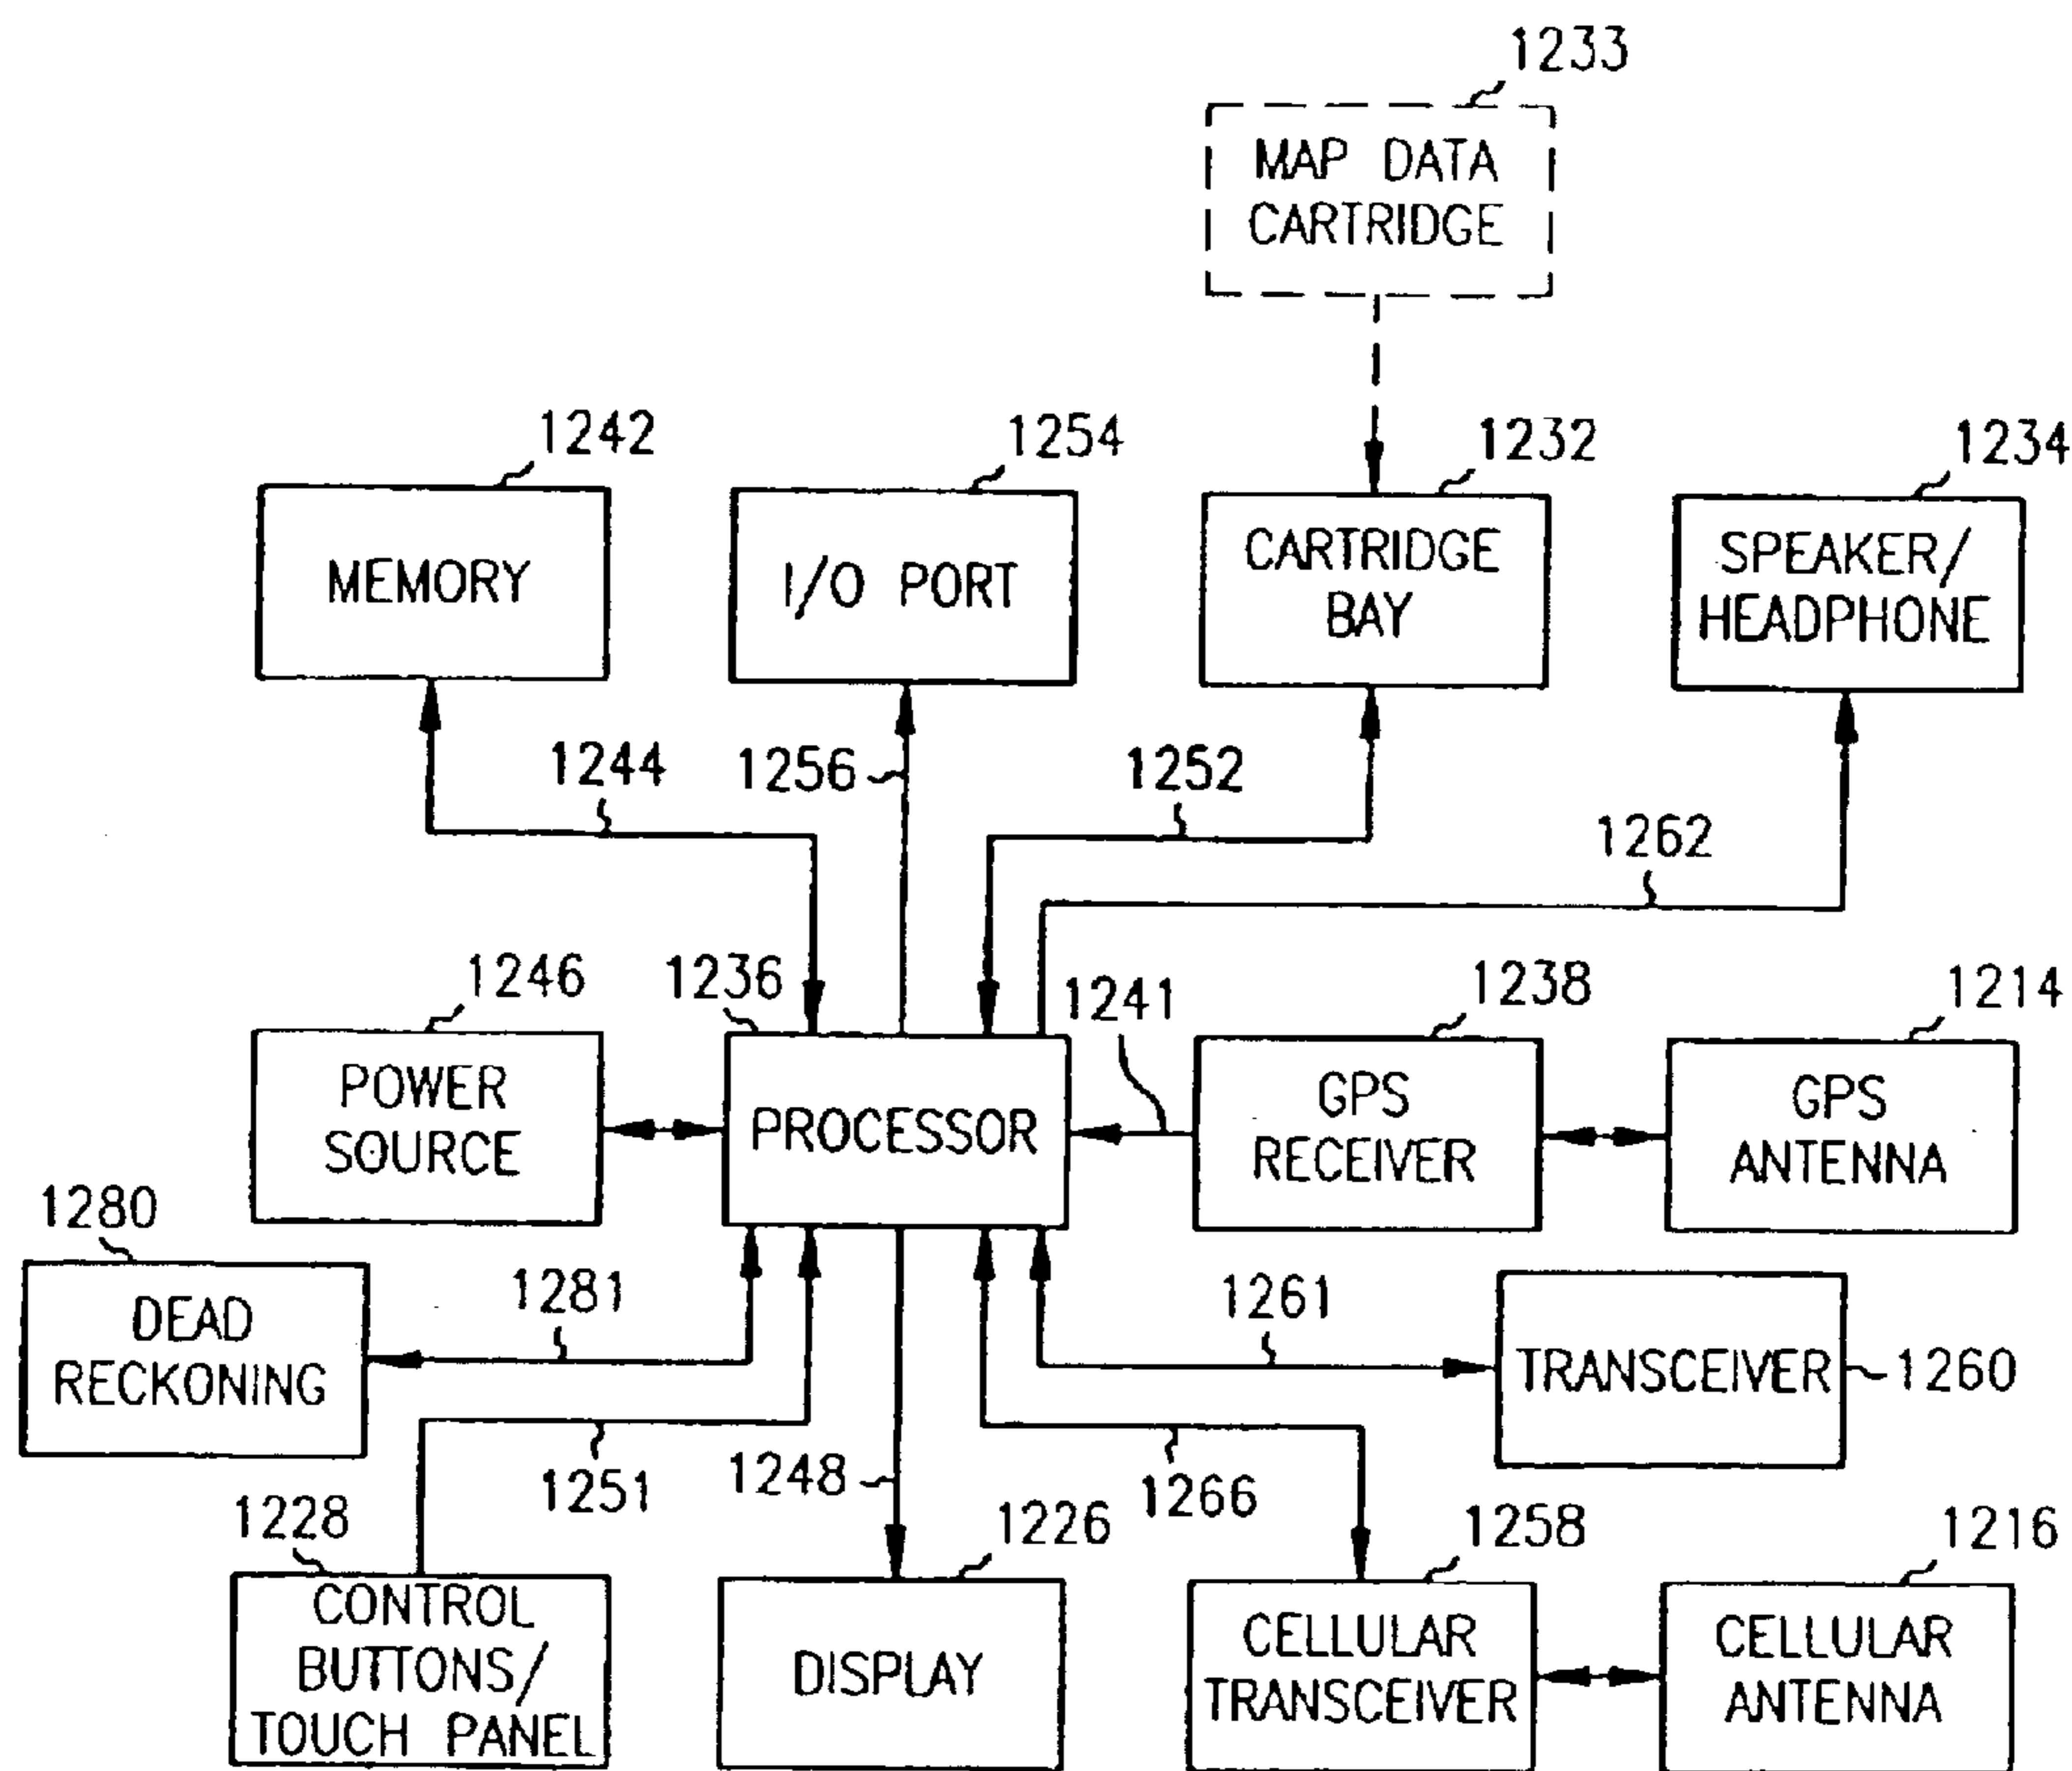 1233
MAP DATA
CARTRIDGE
1242
1254
1232
1234
MEMORY
I/O PORT
CARTRIDGE
BAY
SPEAKER/
HEADPHONE
1244
1256
1252
1262
1246
1236
1241
1238
1214
POWER
SOURCE
PROCESSOR
GPS
RECEIVER
GPS
ANTENNA
1280
1281
1261
DEAD
RECKONING
TRANSCEIVER
1260
1251
1248
1266
1228
1226
1258
1216
CONTROL
BUTTONS/
TOUCH PANEL
DISPLAY
CELLULAR
TRANSCEIVER
CELLULAR
ANTENNA